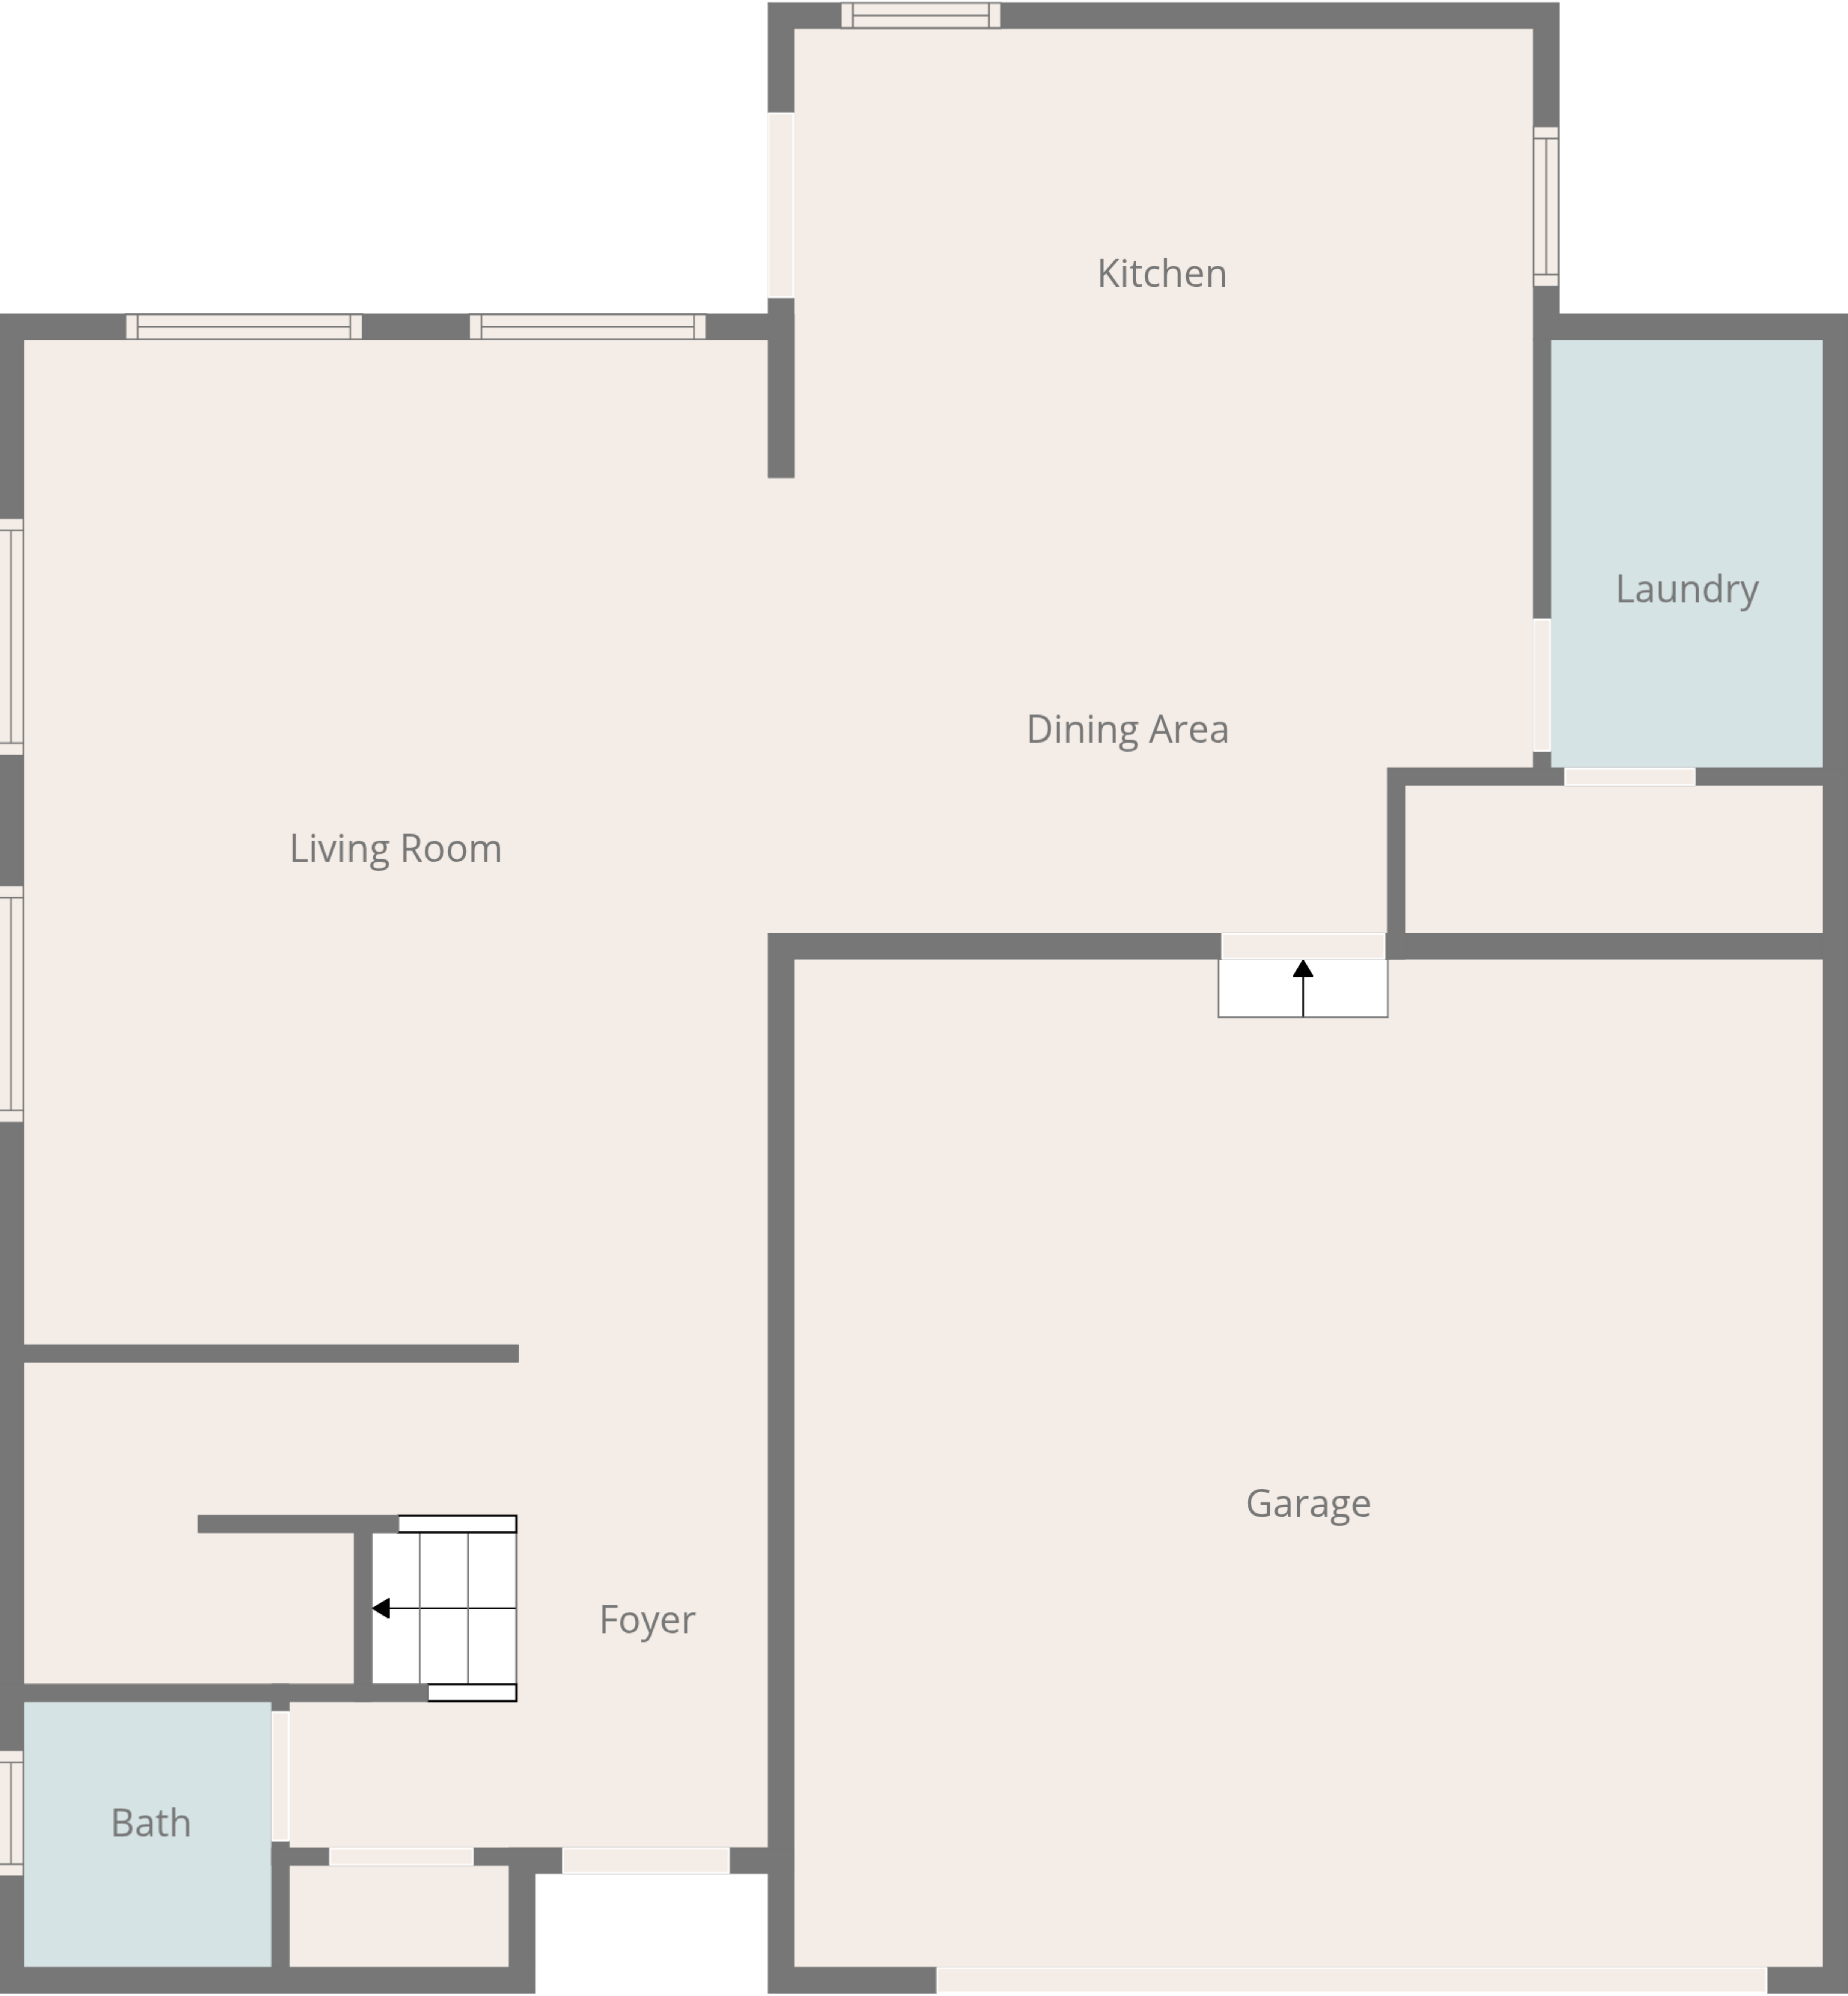 Kitchen
Laundry
Dining Area
Living Room
Garage
Foyer
Bath